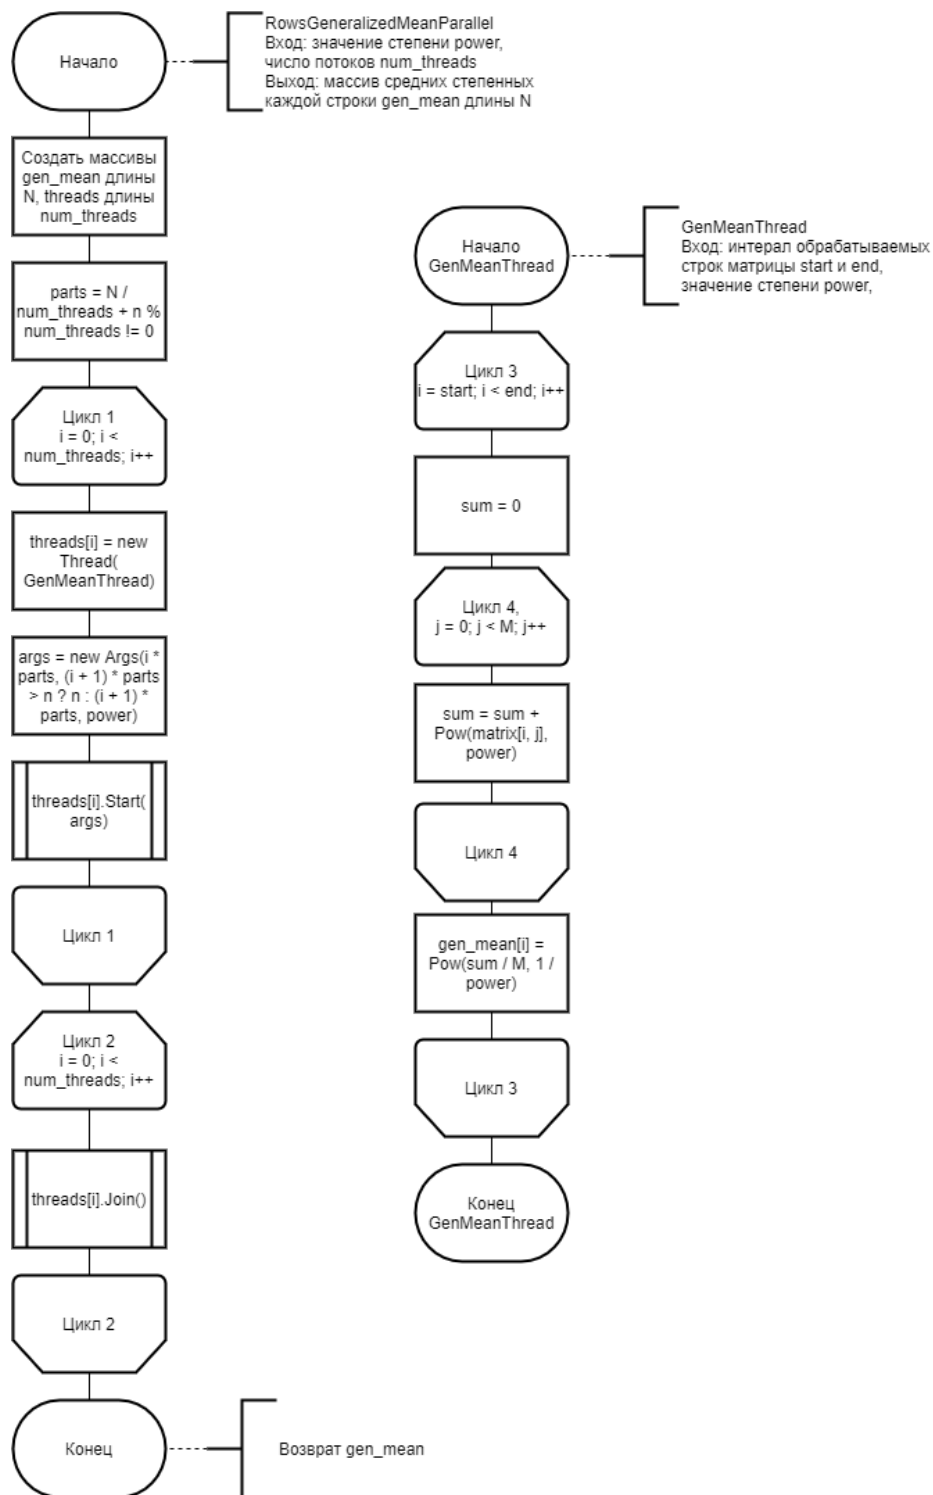 Начало
RowsGeneralizedMeanParallel
Вход: значение степени power,
число потоков num_threads
Выход: массив средних степенных
каждой строки gen_mean длины N
Создать массивы
gen_mean длины
N, threads длины
num_threads
parts = N /
num_threads + n %
num_threads != 0
Цикл 1
i = 0; i <
num_threads; i++
threads[i] = new
Thread(
GenMeanThread)
args = new Args(i *
parts, (i + 1) * parts
> n ? n : (i + 1) *
parts, power)
threads[i].Start(
args)
Цикл 1
Цикл 2
i = 0; i <
num_threads; i++
threads[i].Join()
Цикл 2
Конец
Возврат gen_mean
Начало
GenMeanThread
GenMeanThread
Вход: интерал обрабатываемых
строк матрицы start и end,
значение степени power,
Цикл 3
i = start; i < end; i++
sum = 0
Цикл 4,
j = 0; j < M; j++
sum = sum +
Pow(matrix[i, j],
power)
Цикл 4
gen_mean[i] =
Pow(sum / M, 1 /
power)
Цикл 3
Конец
GenMeanThread